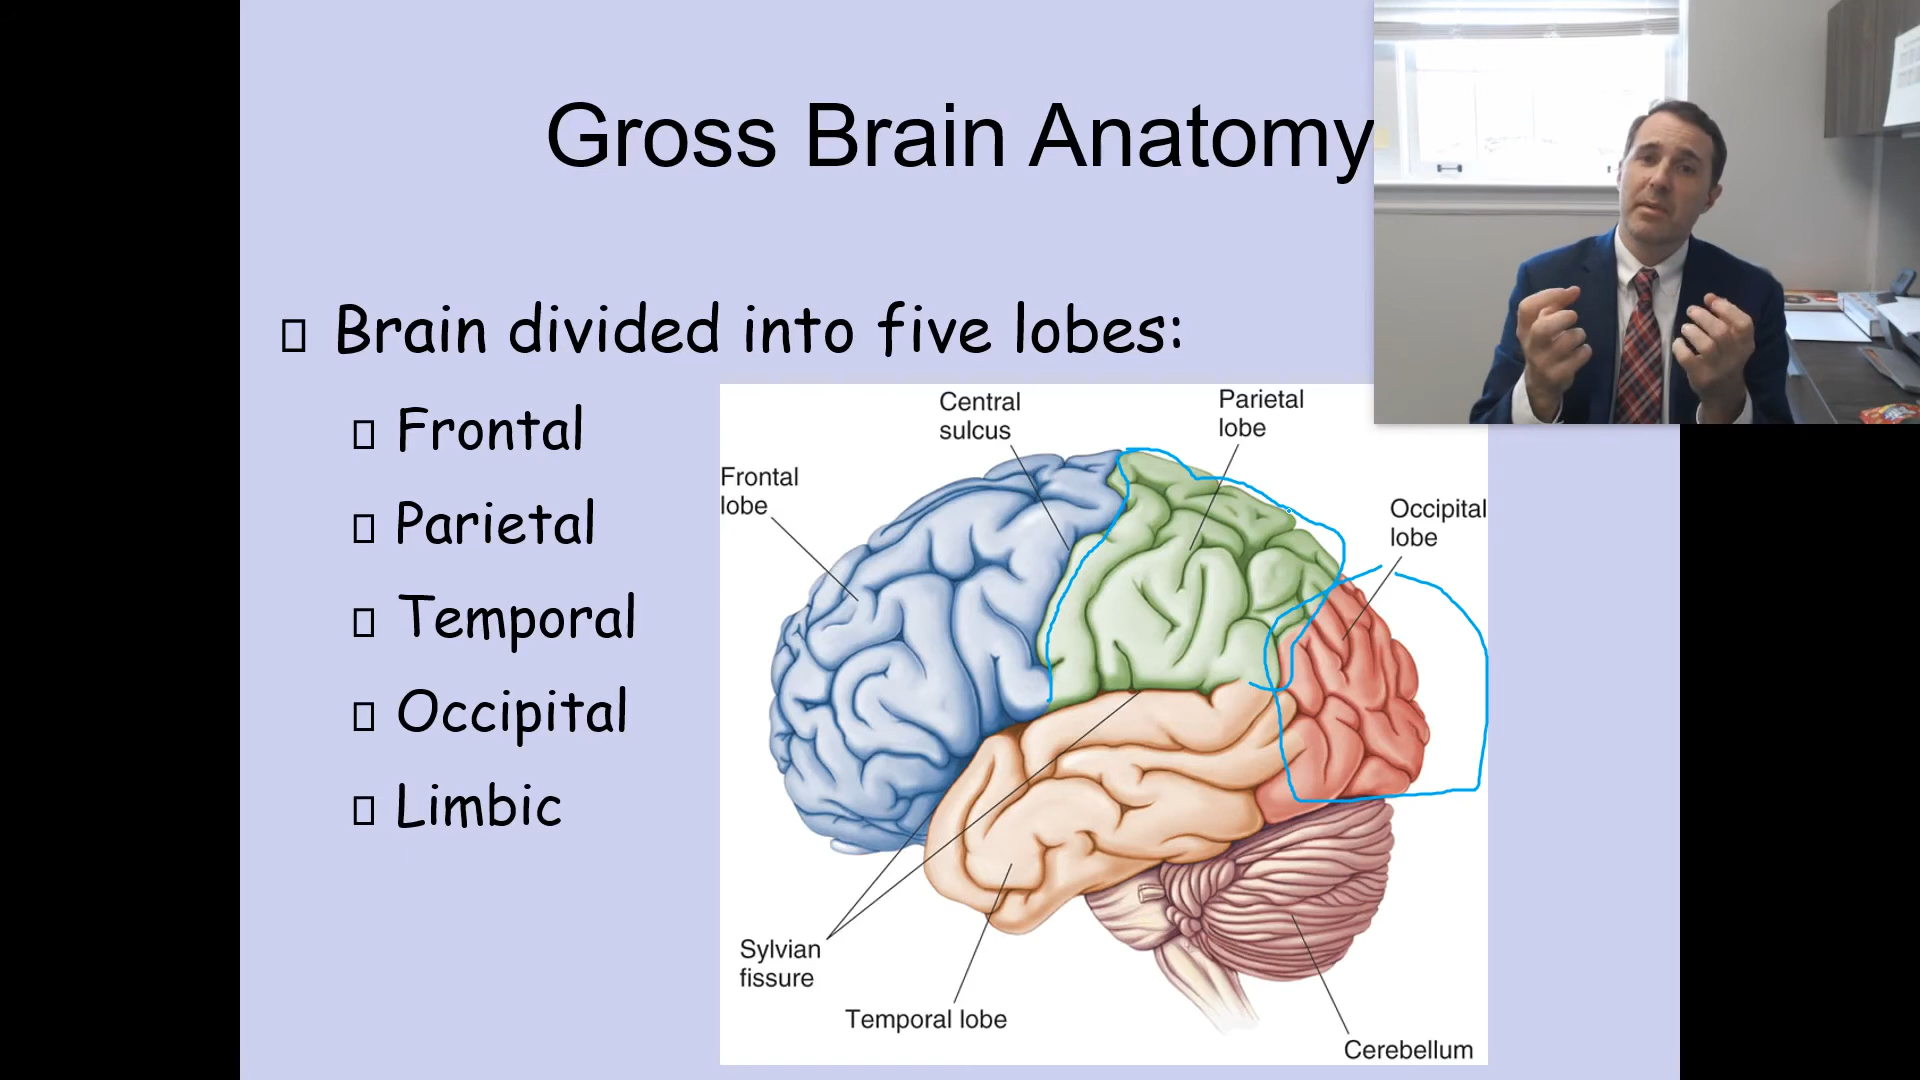 Gross Brain Anatomy
Brain divided into five lobes:
Frontal
Parietal
Temporal
Occipital
Limbic
Central
sulcus
Parietal
lobe
Frontal
lobe
Occipital
lobe
Sylvian
fissure
Temporal lobe
Cerebellum